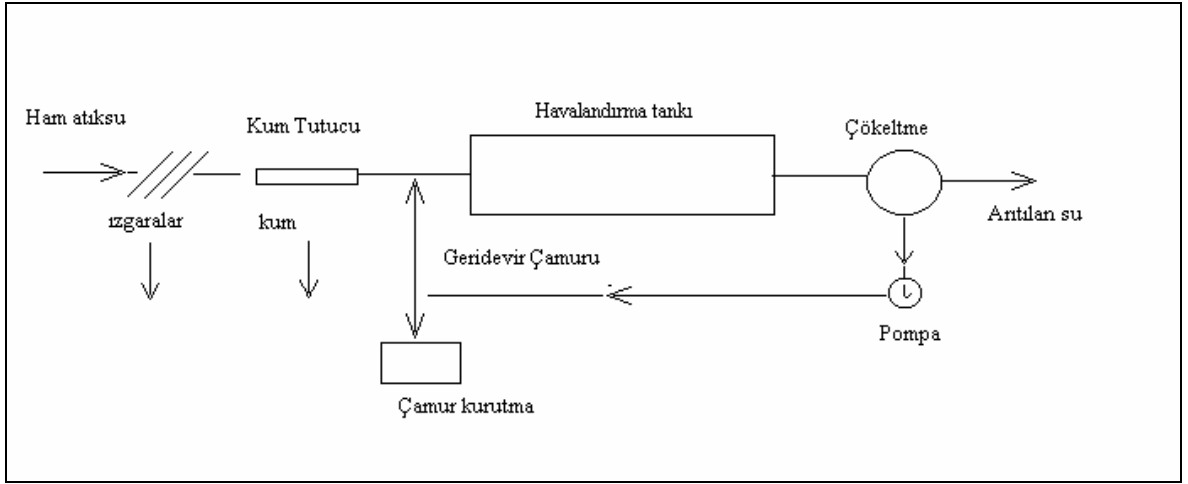 Ham atıksu
Kum Tutucu
Havalandırma tankı
Çökeltme
ızgaralar
kum
Arıtılan su
Geridevir Çamuru
Pompa
Çamur kurutma